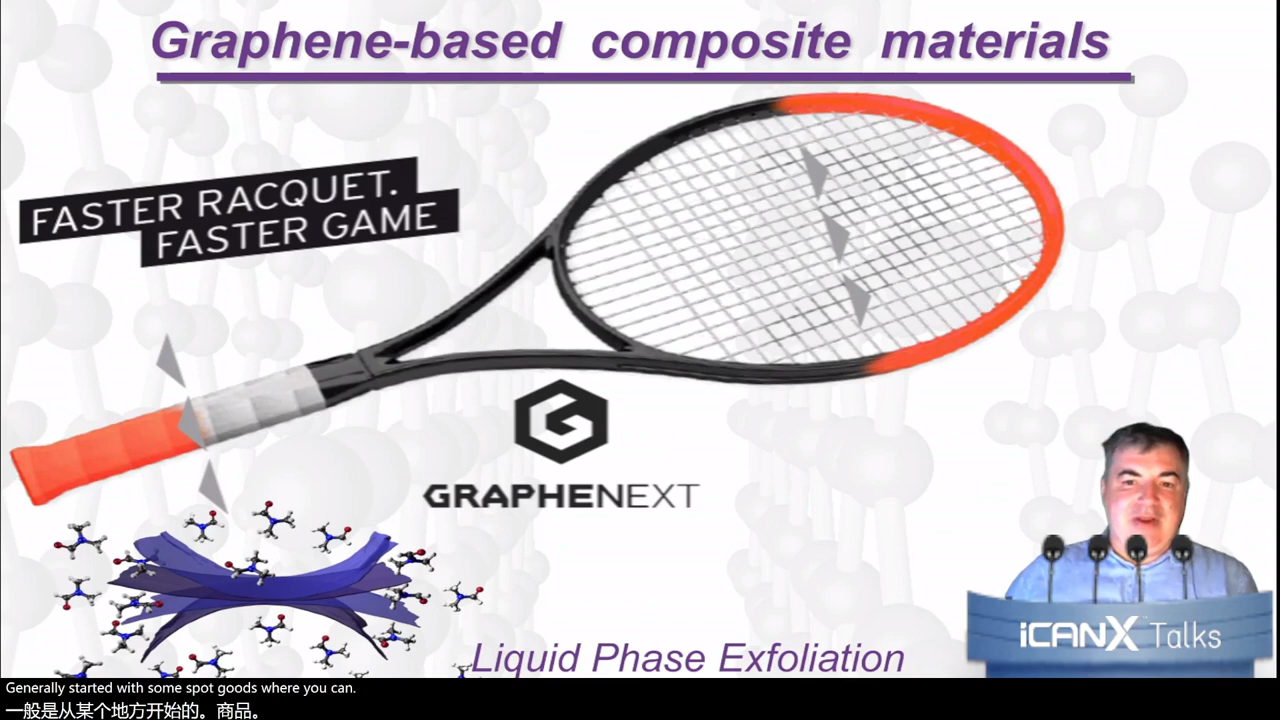 Graphene-based composite materials
FASTER RACQUET.
FASTER GAME
G
GRAPHENEXT
iCANX Talks
Liquid Phase Exfoliation
Generally started with some spot goods where you can.
一般是从某个地方开始的。商品。